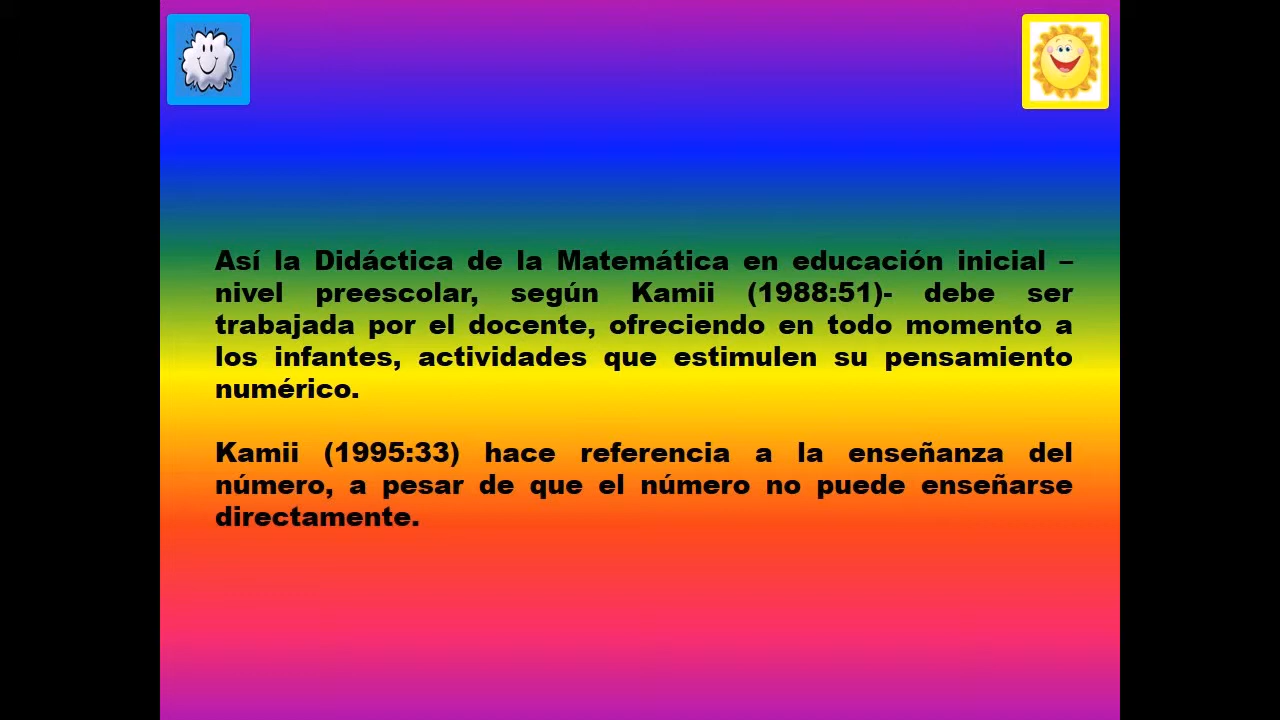 Así la Didáctica de la Matemática en educación inicial –
nivel preescolar, según Kamii (1988:51)- debe ser
trabajada por el docente, ofreciendo en todo momento a
los infantes, actividades que estimulen su pensamiento
numérico.
Kamii (1995:33) hace referencia a la enseñanza del
número, a pesar de que el número no puede enseñarse
directamente.